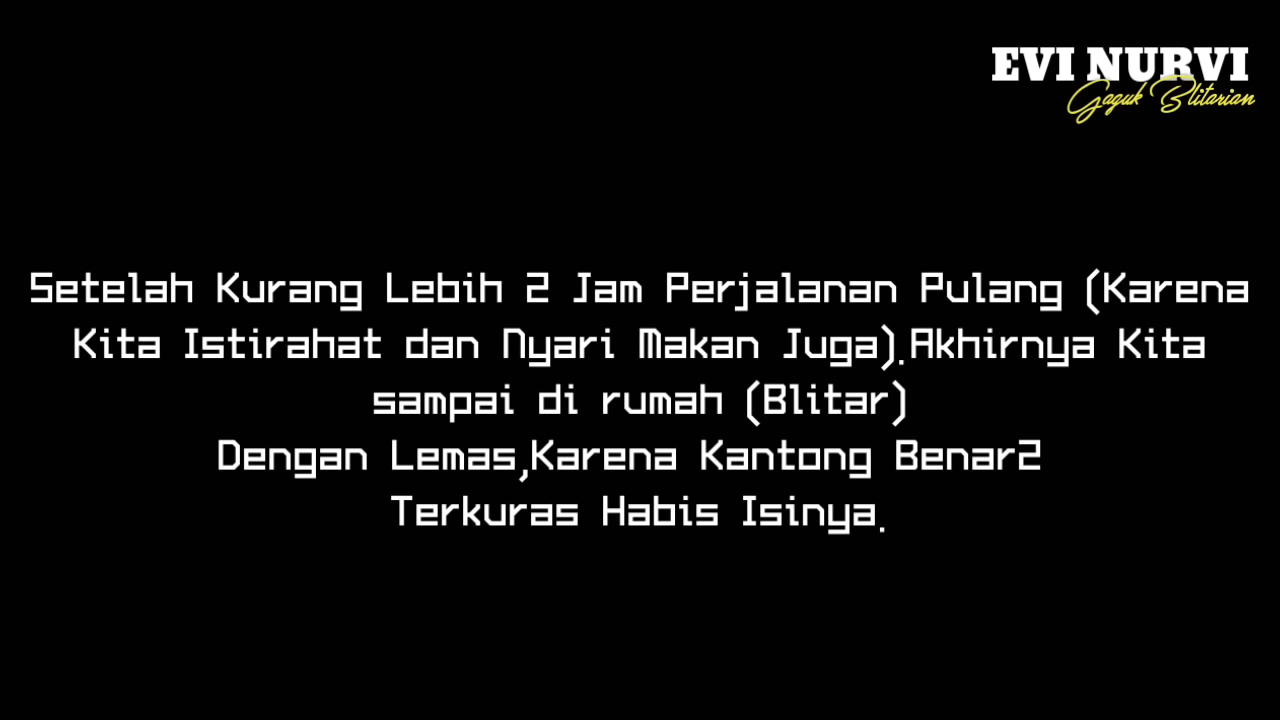 EVI NURVI
Gaguk Blitarian
Setelah Kurang Lebih 2 Jam Perjalanan Pulang (Karena
Kita Istirahat dan Nyari Makan Juga).Akhirnya Kita
sampai di rumah (Blitar)
Dengan Lemas,Karena Kantong Benar2
Terkuras Habis Isinya.